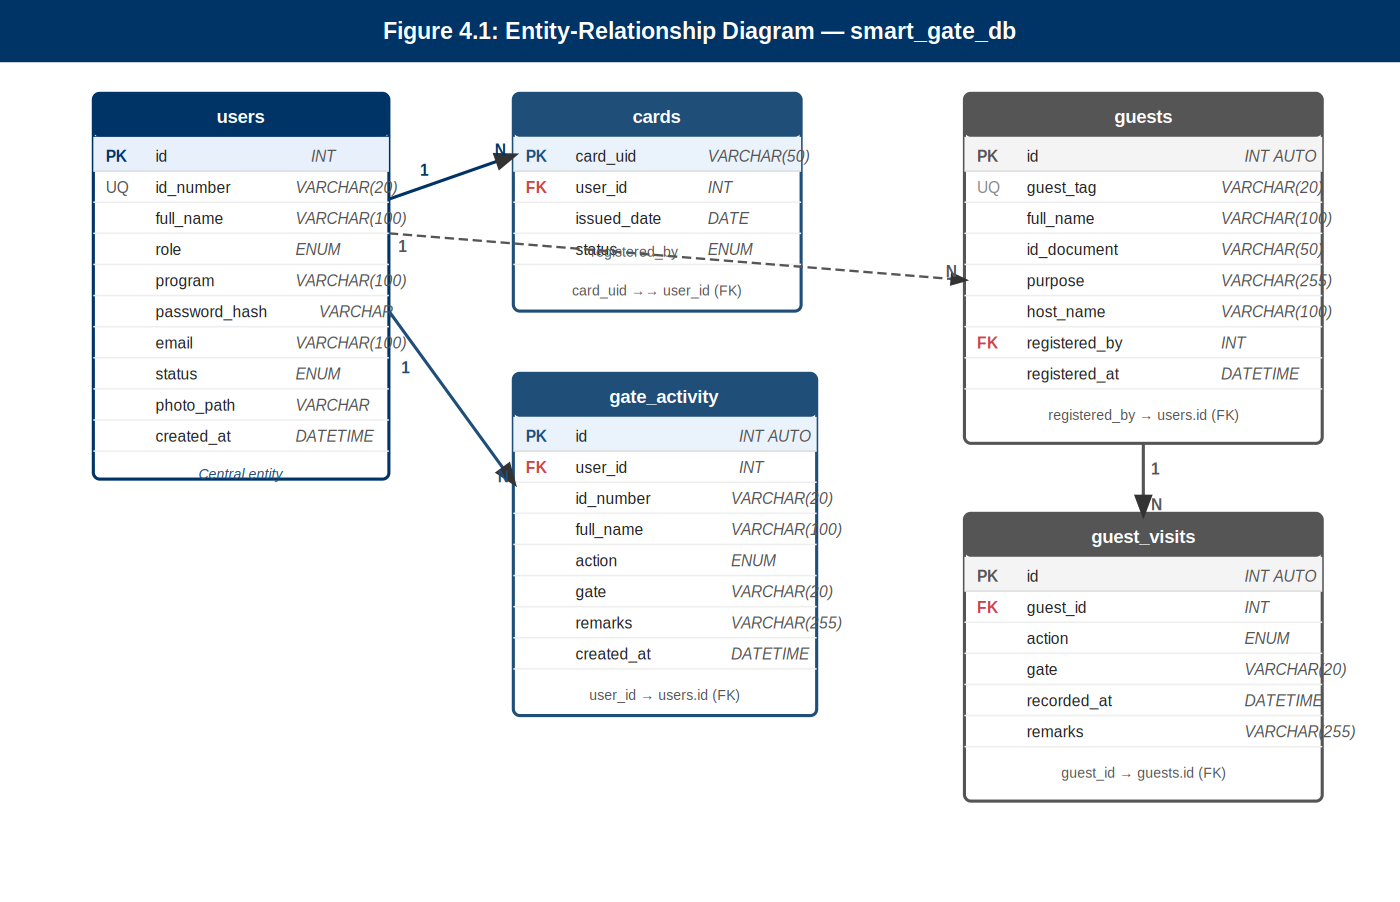 Figure 4.1: Entity-Relationship Diagram — smart_gate_db
users
PK id INT
UQ id_number VARCHAR(20)
full_name VARCHAR(100)
role ENUM
program VARCHAR(100)
password_hash VARCHAR
email VARCHAR(100)
status ENUM
photo_path VARCHAR
created_at DATETIME
Central entity
1
N
1
registered_by
N
1
N
cards
PK card_uid VARCHAR(50)
FK user_id INT
issued_date DATE
status ENUM
card_uid →→ user_id (FK)
gate_activity
PK id INT AUTO
FK user_id INT
id_number VARCHAR(20)
full_name VARCHAR(100)
action ENUM
gate VARCHAR(20)
remarks VARCHAR(255)
created_at DATETIME
user_id → users.id (FK)
guests
PK id INT AUTO
UQ guest_tag VARCHAR(20)
full_name VARCHAR(100)
id_document VARCHAR(50)
purpose VARCHAR(255)
host_name VARCHAR(100)
FK registered_by INT
registered_at DATETIME
registered_by → users.id (FK)
1
N
guest_visits
PK id INT AUTO
FK guest_id INT
action ENUM
gate VARCHAR(20)
recorded_at DATETIME
remarks VARCHAR(255)
guest_id → guests.id (FK)